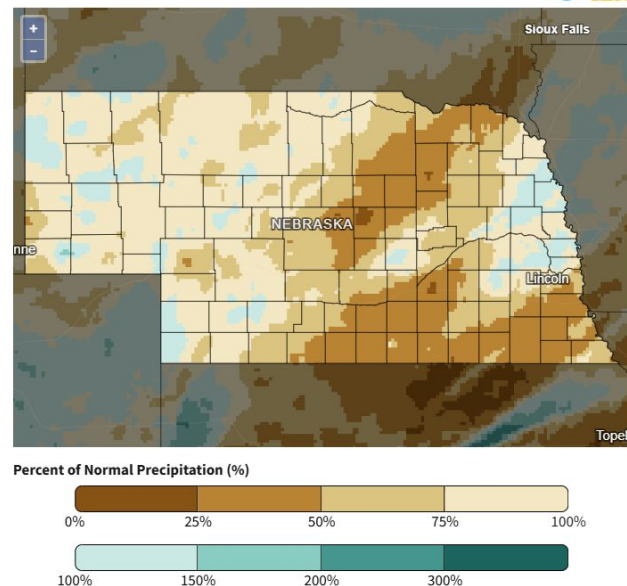 +
Sioux Falls
−
NEBRASKA
nne
Lincoln
Topel
Percent of Normal Precipitation (%)
0% 25% 50% 75% 100%
100% 150% 200% 300%